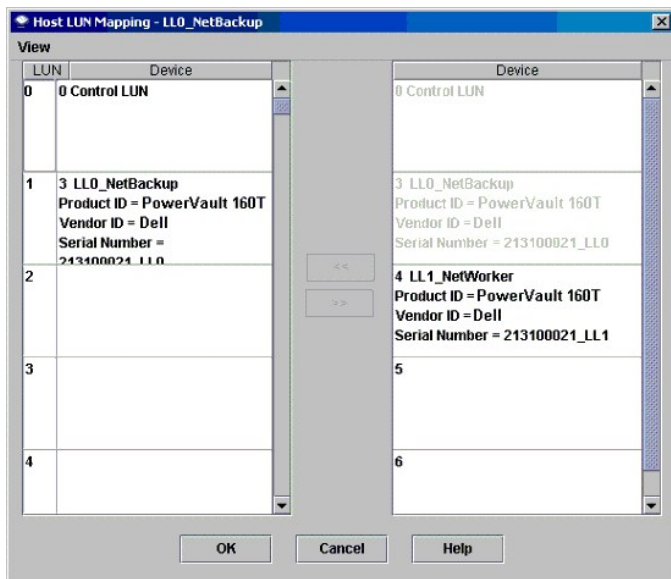 Host LUN Mapping - LL0_NetBackup
View
LUN Device
0 0 Control LUN
1 3 LL0_NetBackup
Product ID = PowerVault 160T
Vendor ID = Dell
Serial Number =
213100021_LL0
2
3
4
<<
>>
Device
0 Control LUN
3 LL0_NetBackup
Product ID = PowerVault 160T
Vendor ID = Dell
Serial Number = 213100021_LL0
4 LL1_NetWorker
Product ID = PowerVault 160T
Vendor ID = Dell
Serial Number = 213100021_LL1
5
6
OK Cancel Help